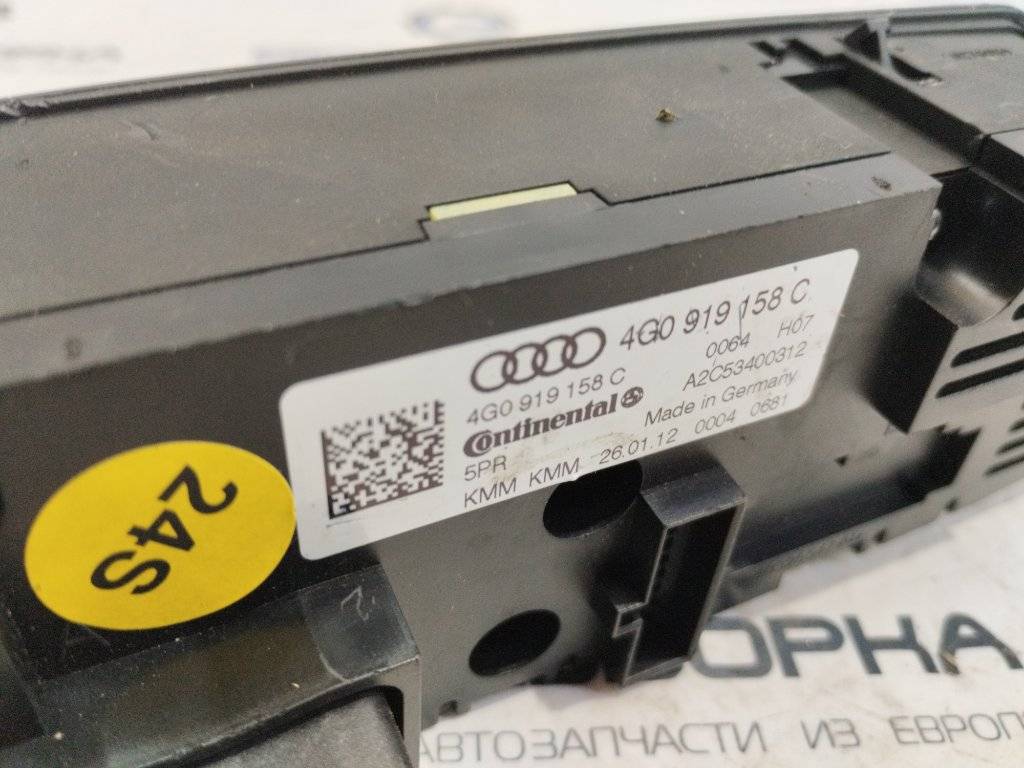 4G0 919 158 C
0064 H07
4G0 919 158 C
A2C53400312
Continental
Made in Germany
5PR
KMM KMM 26.01.12 0004 0681
24S
ОРКА
АВТОЗАПЧАСТИ ИЗ ЕВРОП